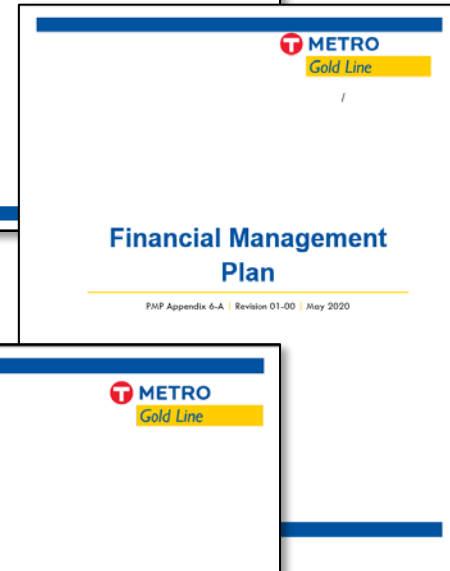 T METRO
Gold Line
/
Financial Management
Plan
PMP Appendix 6-A | Revision 01-00 | May 2020
T METRO
Gold Line